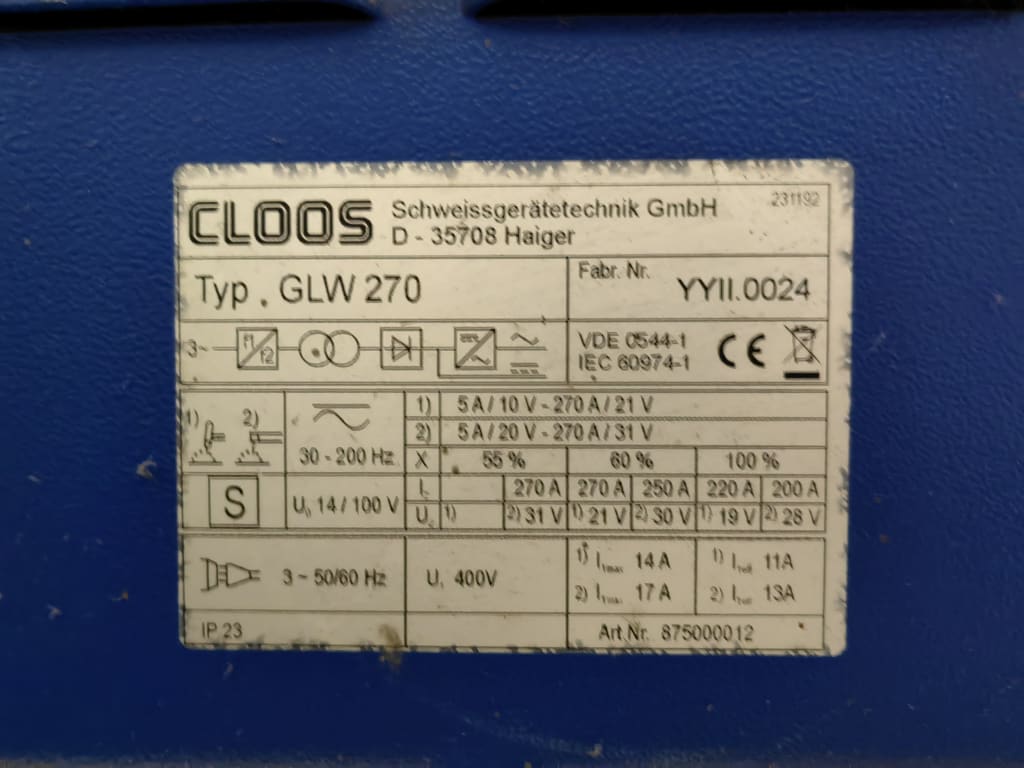 231192
CLOOS Schweissgerätetechnik GmbH
D - 35708 Haiger
Typ . GLW 270
Fabr. Nr. YYII.0024
3~ f1 f2
VDE 0544-1
IEC 60974-1
CE
1) 2)
30 - 200 Hz
1) 5 A / 10 V - 270 A / 21 V
2) 5 A / 20 V - 270 A / 31 V
X 55 % 60 % 100 %
S
U₀ 14 / 100 V
I₂ 270 A 270 A 250 A 220 A 200 A
U₂ 1) 2) 31 V 1) 21 V 2) 30 V 1) 19 V 2) 28 V
3 ~ 50/60 Hz
U₁ 400V
1) I₁max. 14 A 1) I₁eff. 11A
2) I₁max. 17 A 2) I₁eff. 13A
IP 23
Art.Nr. 875000012